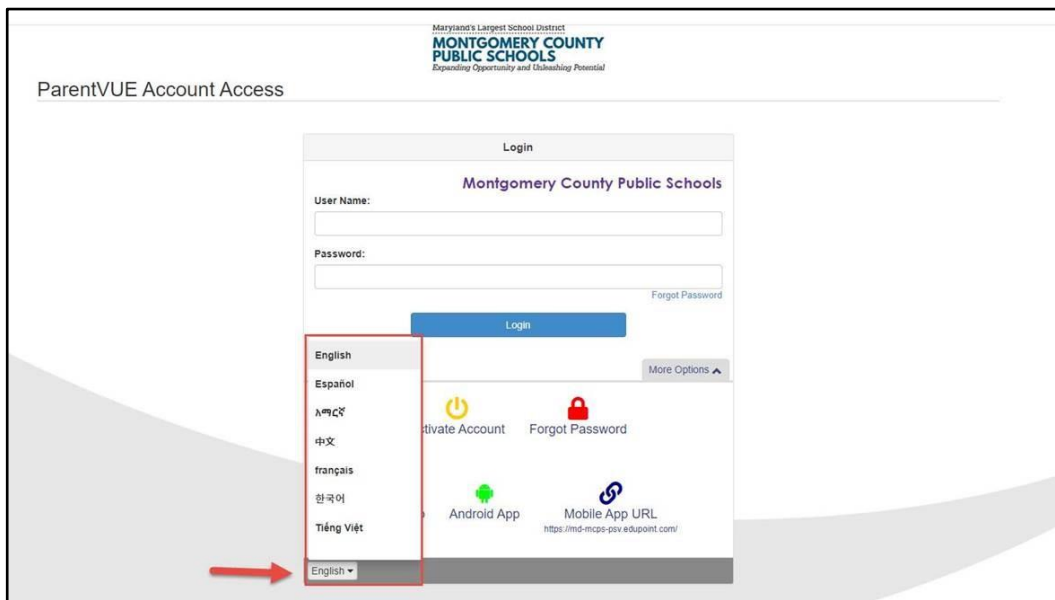 Maryland's Largest School District
MONTGOMERY COUNTY
PUBLIC SCHOOLS
Expanding Opportunity and Unleashing Potential
ParentVUE Account Access
Login
Montgomery County Public Schools
User Name:
Password:
Forgot Password
Login
More Options
English
Español
አማርኛ
中文
français
한국어
Tiếng Việt
tivate Account
Forgot Password
Android App
Mobile App URL
https://md-mcps-psv.edupoint.com/
English